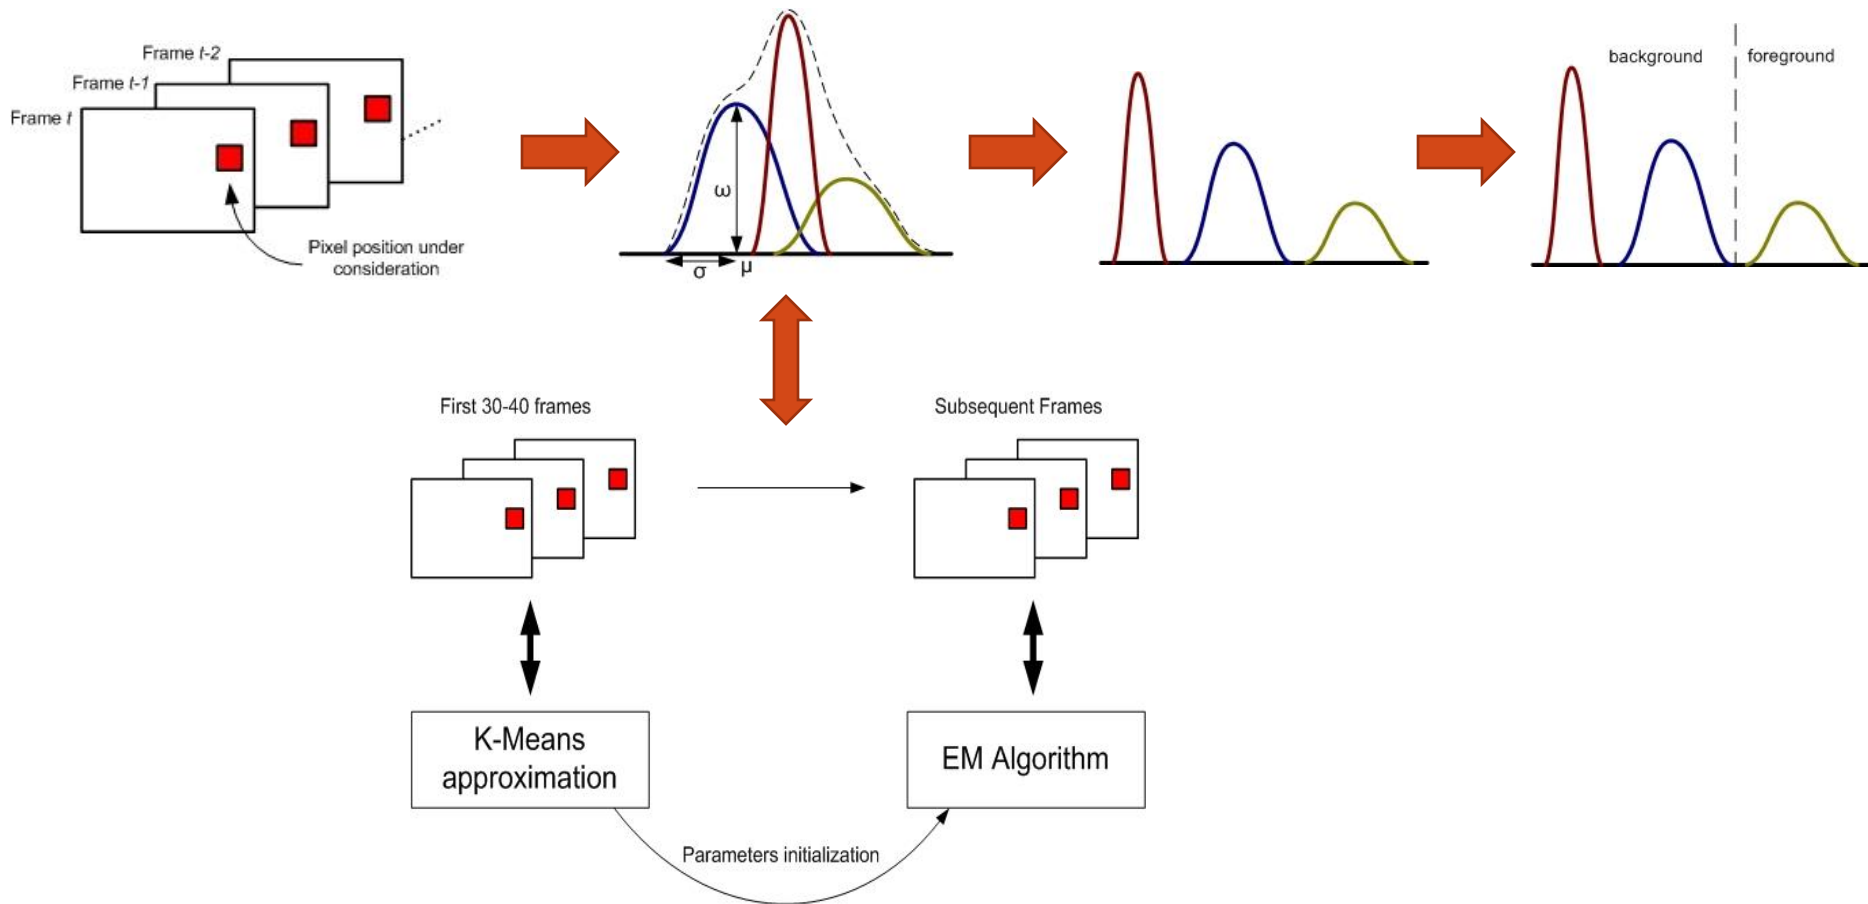 Frame t-2
Frame t-1
Frame t
Pixel position under
consideration
ω
σ
μ
background
foreground
First 30-40 frames
Subsequent Frames
K-Means
approximation
EM Algorithm
Parameters initialization